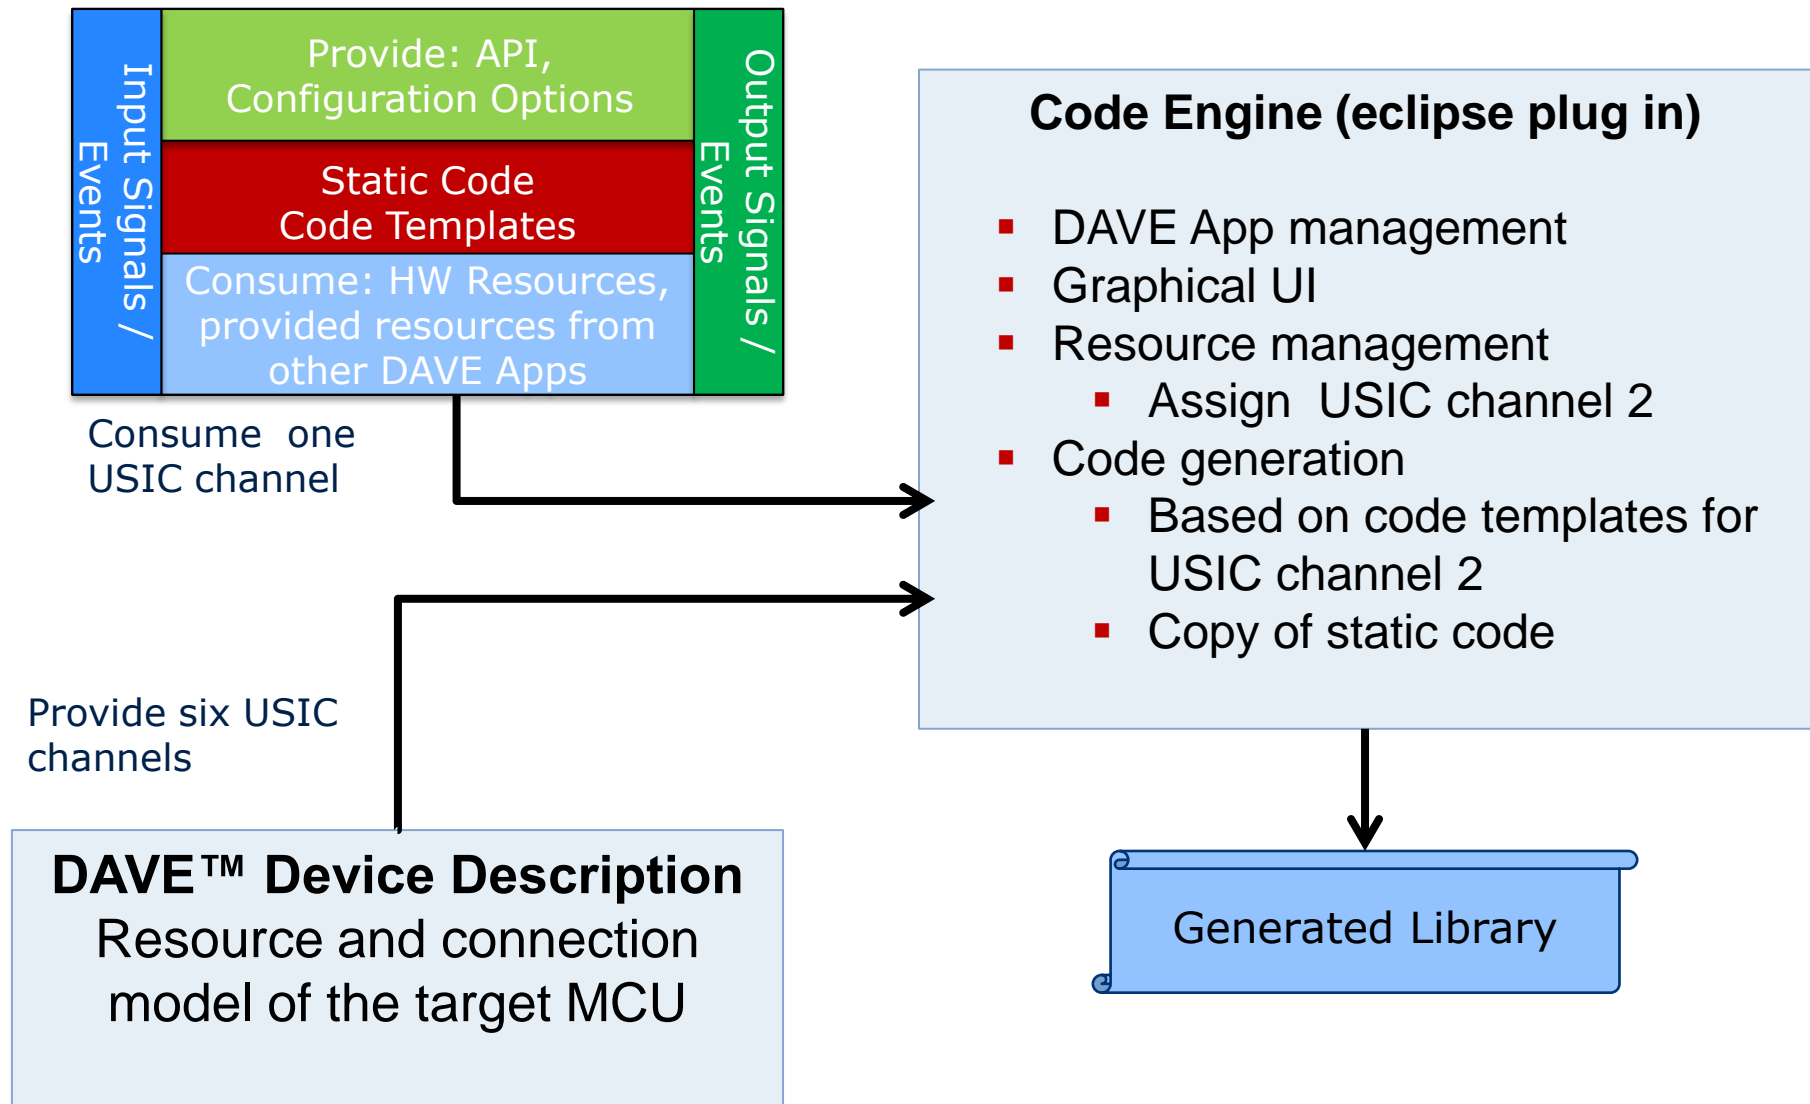 Input Signals /
Events
Provide: API,
Configuration Options
Static Code
Code Templates
Consume: HW Resources,
provided resources from
other DAVE Apps
Output Signals /
Events
Consume one
USIC channel
Provide six USIC
channels
DAVE™ Device Description
Resource and connection
model of the target MCU
Code Engine (eclipse plug in)
▪ DAVE App management
▪ Graphical UI
▪ Resource management
▪ Assign USIC channel 2
▪ Code generation
▪ Based on code templates for
USIC channel 2
▪ Copy of static code
Generated Library